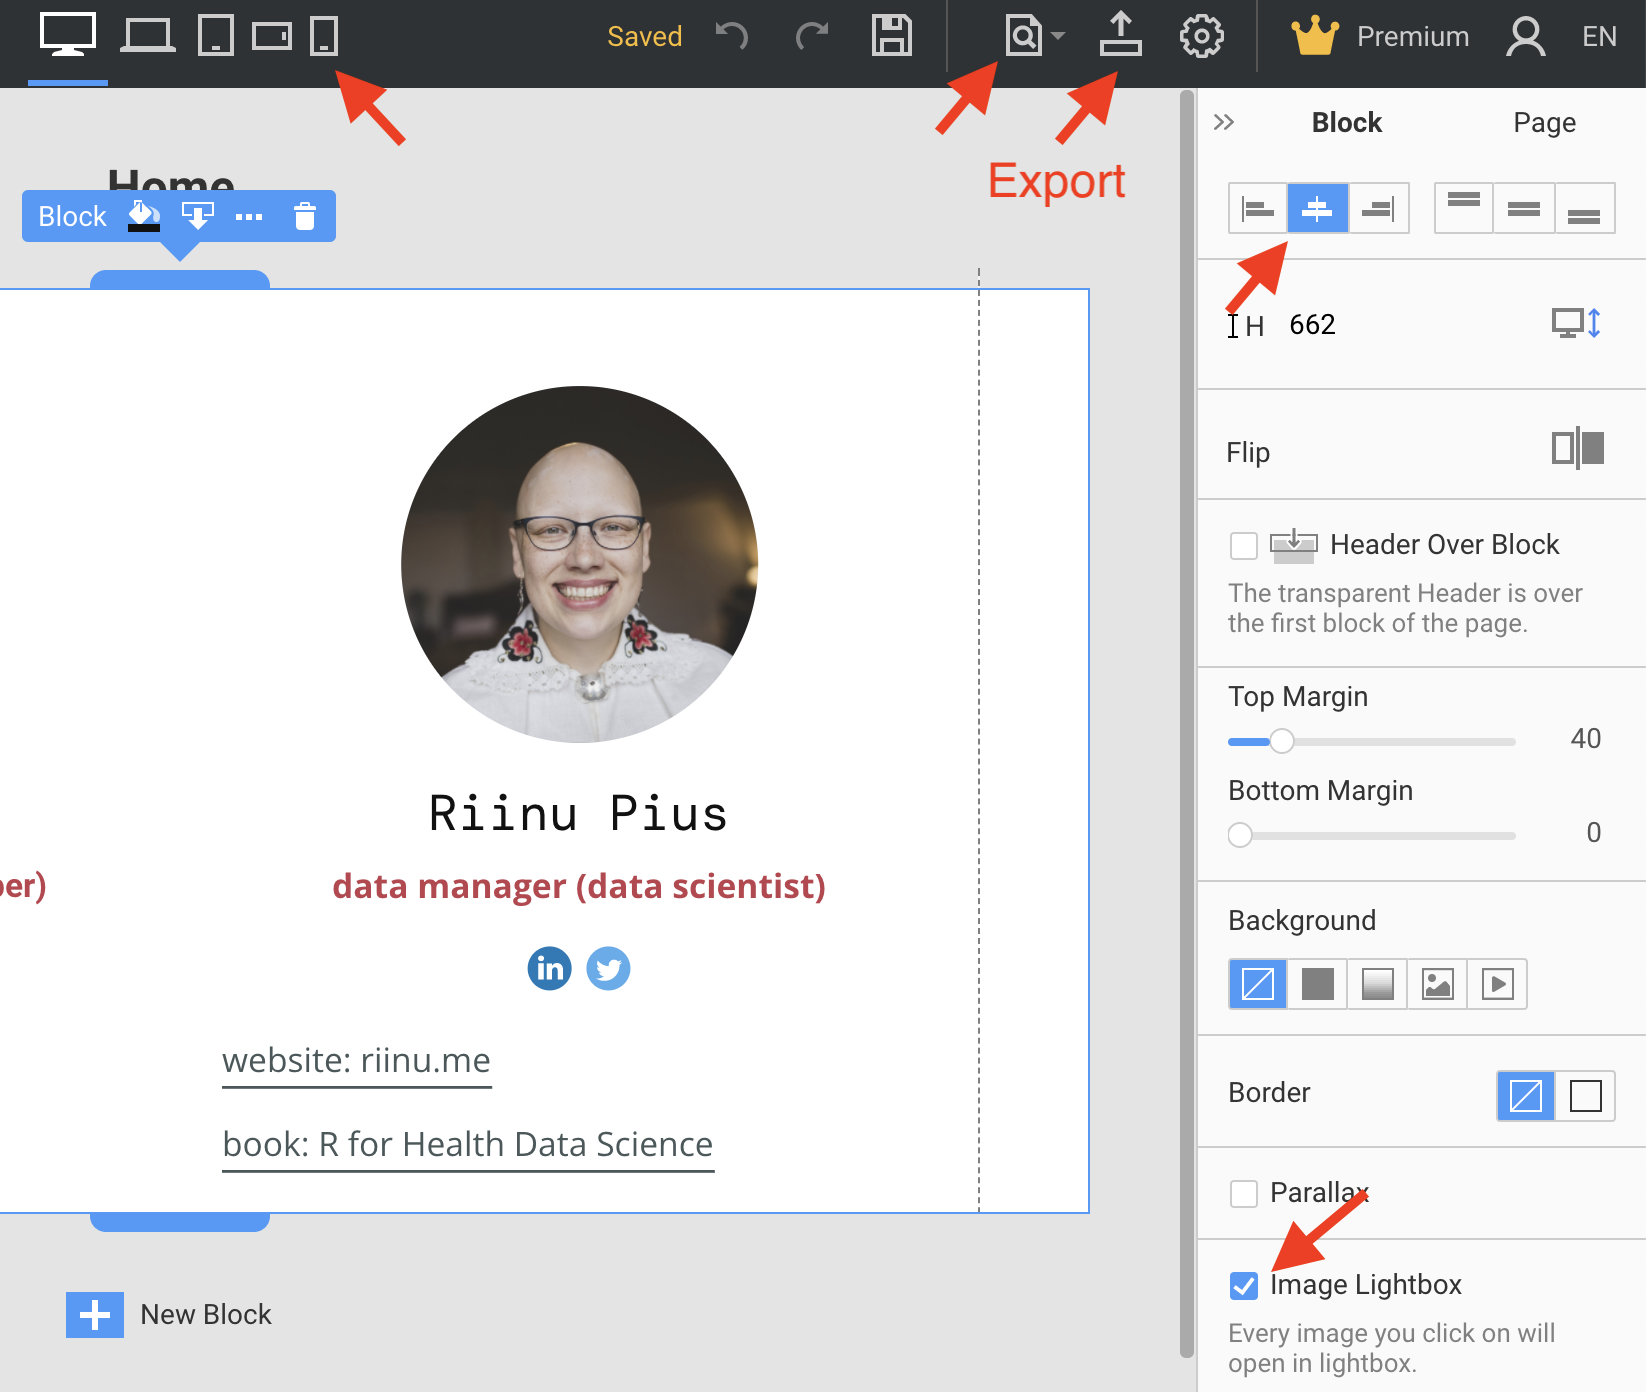 Saved
Premium
EN
Export
Block
Page
Home
Block
H 662
Flip
Header Over Block
The transparent Header is over
the first block of the page.
Top Margin
40
Bottom Margin
0
Riinu Pius
per)
data manager (data scientist)
in
website: riinu.me
book: R for Health Data Science
Background
Border
Parallax
Image Lightbox
Every image you click on will
open in lightbox.
New Block